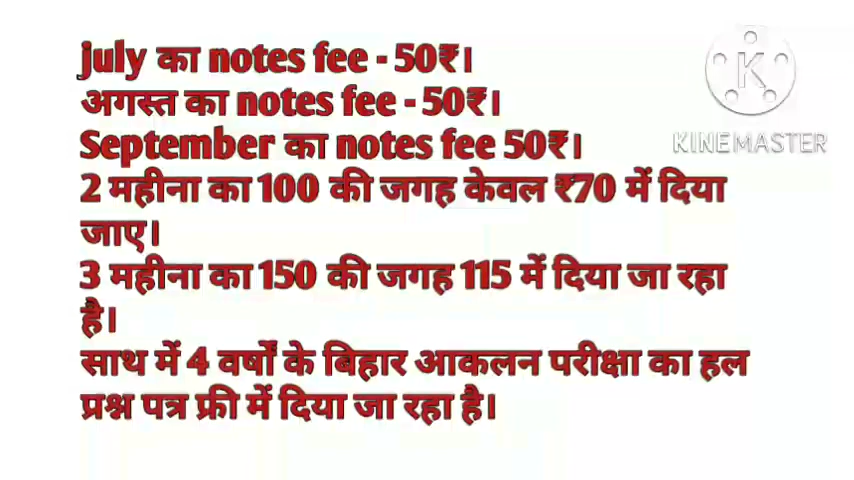 july का notes fee - 50₹।
अगस्त का notes fee - 50₹।
September का notes fee 50₹।
2 महीना का 100 की जगह केवल ₹70 में दिया
जाए।
3 महीना का 150 की जगह 115 में दिया जा रहा
है।
साथ में 4 वर्षों के बिहार आकलन परीक्षा का हल
प्रश्न पत्र फ्री में दिया जा रहा है।
K
KINEMASTER